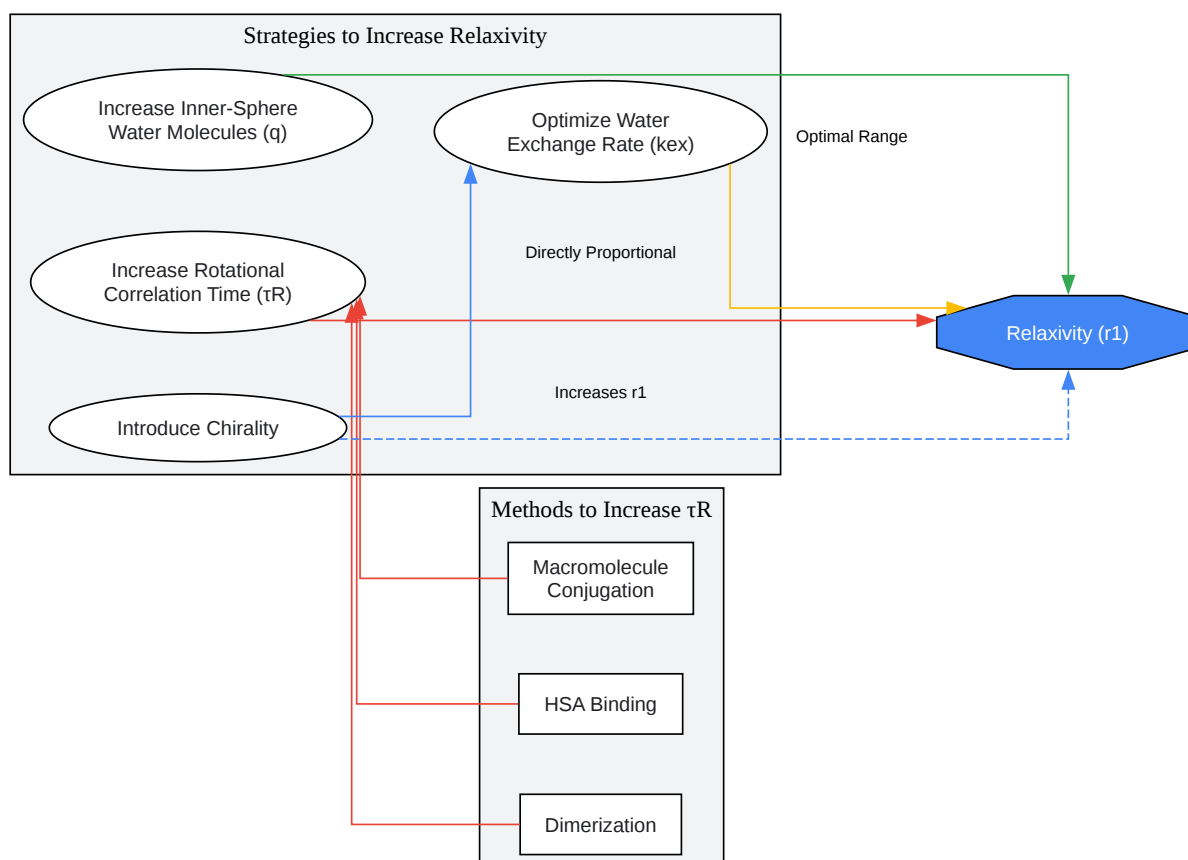 Strategies to Increase Relaxivity
Increase Inner-Sphere
Water Molecules (q)
Optimize Water
Exchange Rate (kex)
Optimal Range
Increase Rotational
Correlation Time (τR)
Directly Proportional
Relaxivity (r1)
Introduce Chirality
Increases r1
Methods to Increase τR
Macromolecule
Conjugation
HSA Binding
Dimerization